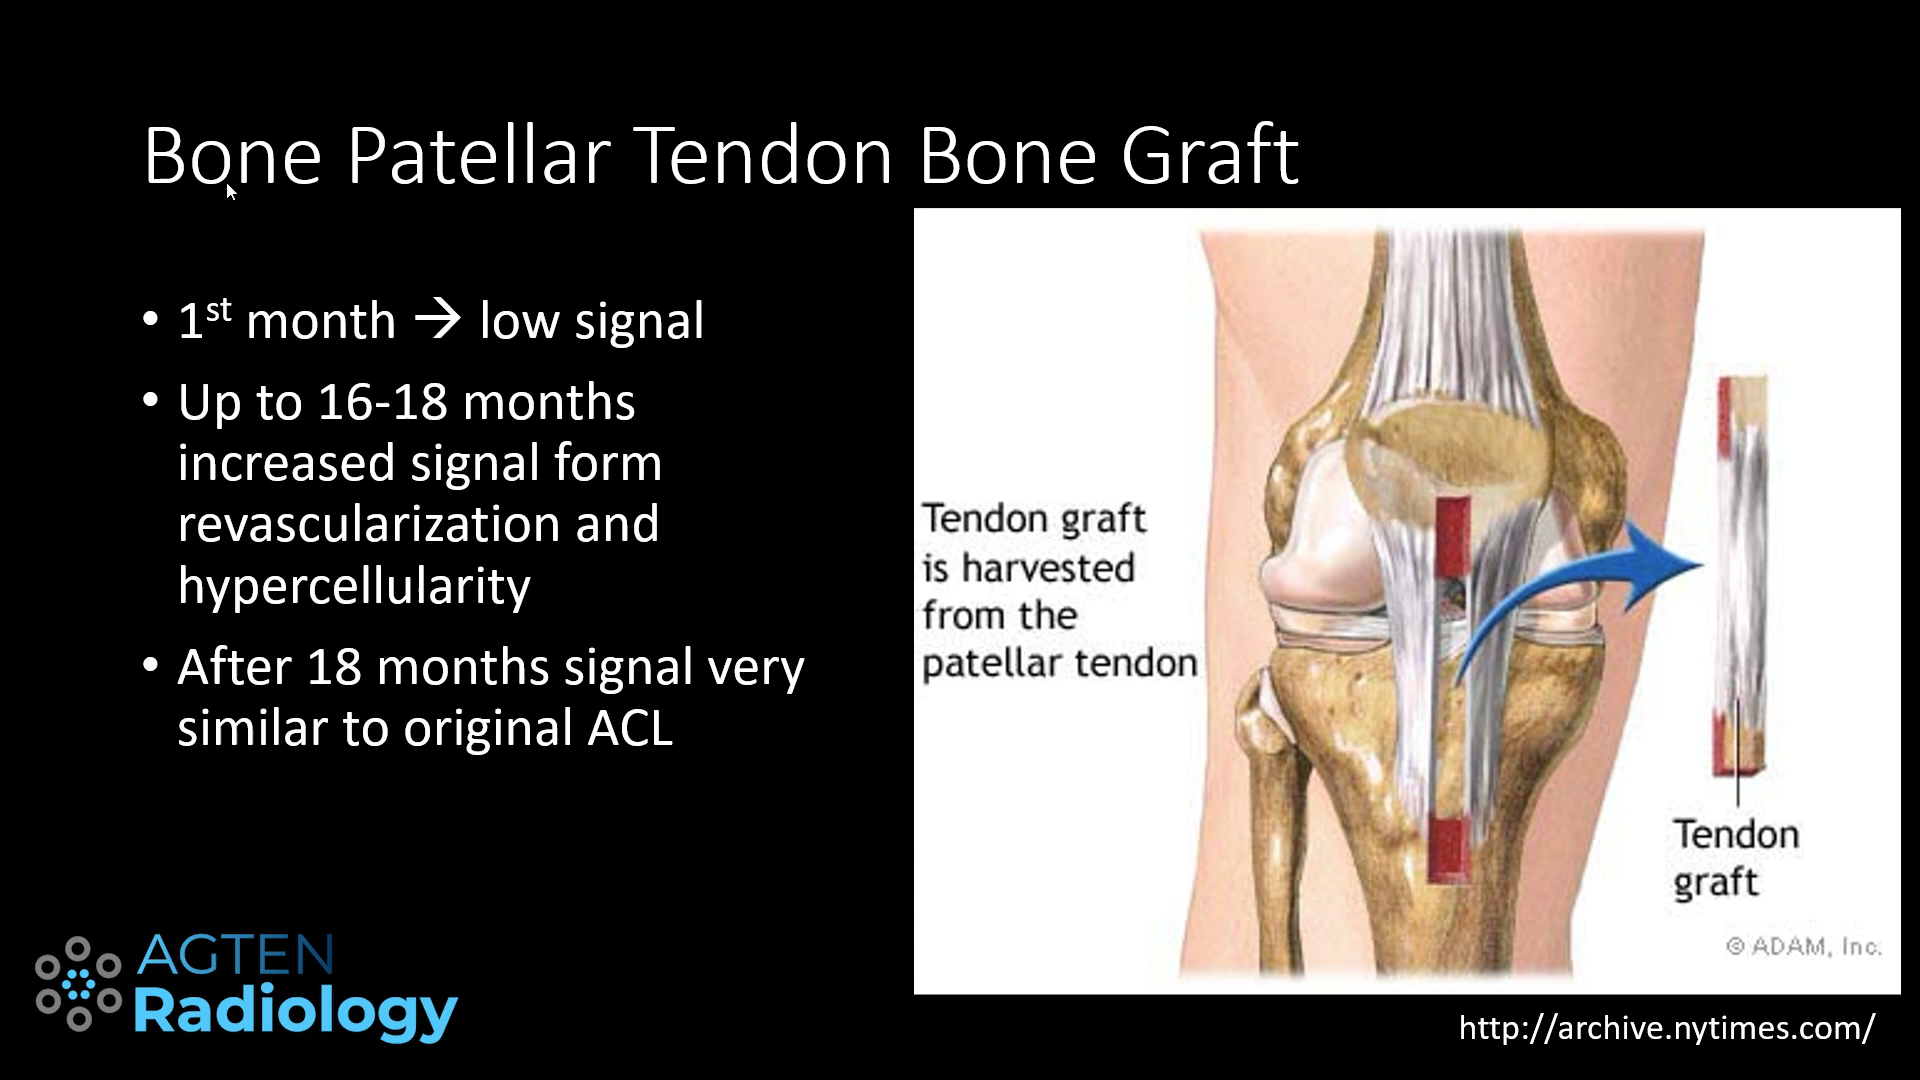 Bone Patellar Tendon Bone Graft
• 1st month → low signal
• Up to 16-18 months
increased signal form
revascularization and
hypercellularity
• After 18 months signal very
similar to original ACL
Tendon graft
is harvested
from the
patellar tendon
Tendon
graft
© ADAM, Inc.
AGTEN
Radiology
http://archive.nytimes.com/